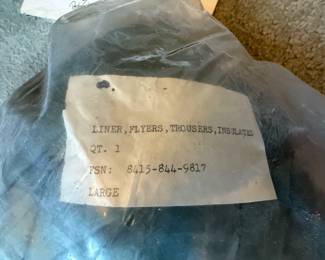 LINER,FLYERS,TROUSERS,INSULATED
QT. 1
FSN: 8415-844-9817
LARGE